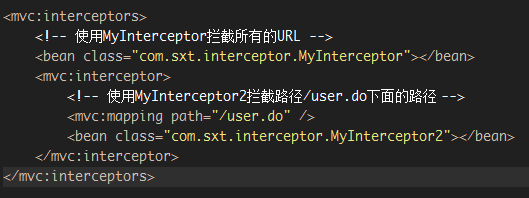 <mvc:interceptors>
<!-- 使用MyInterceptor拦截所有的URL -->
<bean class="com.sxt.interceptor.MyInterceptor"></bean>
<mvc:interceptor>
<!-- 使用MyInterceptor2拦截路径/user.do下面的路径 -->
<mvc:mapping path="/user.do" />
<bean class="com.sxt.interceptor.MyInterceptor2"></bean>
</mvc:interceptor>
</mvc:interceptors>